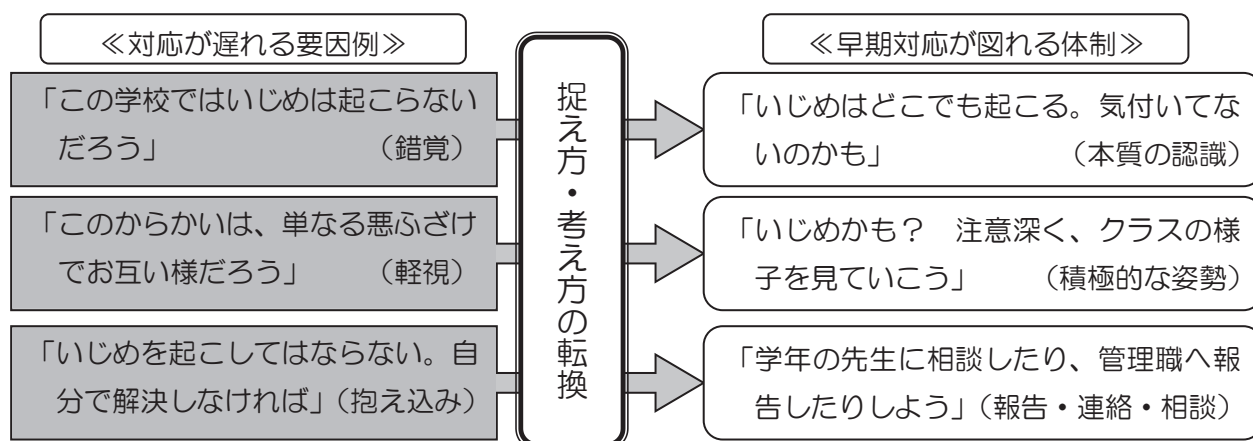 ≪対応が遅れる要因例≫
「この学校ではいじめは起こらない
だろう」 (錯覚)
「このからかいは、単なる悪ふざけ
でお互い様だろう」 (軽視)
「いじめを起こしてはならない。自
分で解決しなければ」(抱え込み)
捉え方・考え方の転換
≪早期対応が図れる体制≫
「いじめはどこでも起こる。気付いてな
いのかも」 (本質の認識)
「いじめかも？　注意深く、クラスの様
子を見ていこう」 (積極的な姿勢)
「学年の先生に相談したり、管理職へ報
告したりしよう」(報告・連絡・相談)